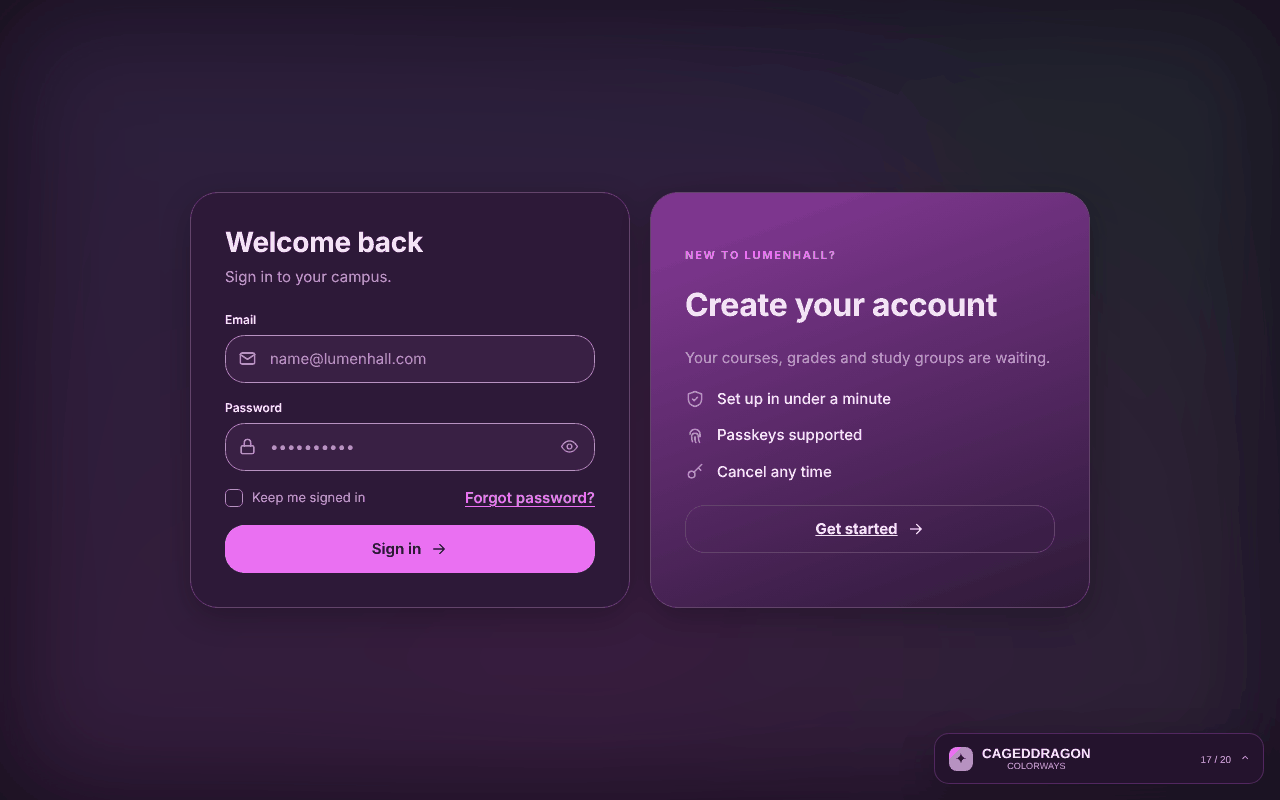 Welcome back
Sign in to your campus.
Email
name@lumenhall.com
Password
••••••••••
Keep me signed in
Forgot password?
Sign in →
NEW TO LUMENHALL?
Create your account
Your courses, grades and study groups are waiting.
Set up in under a minute
Passkeys supported
Cancel any time
Get started →
CAGEDDRAGON
COLORWAYS
17 / 20